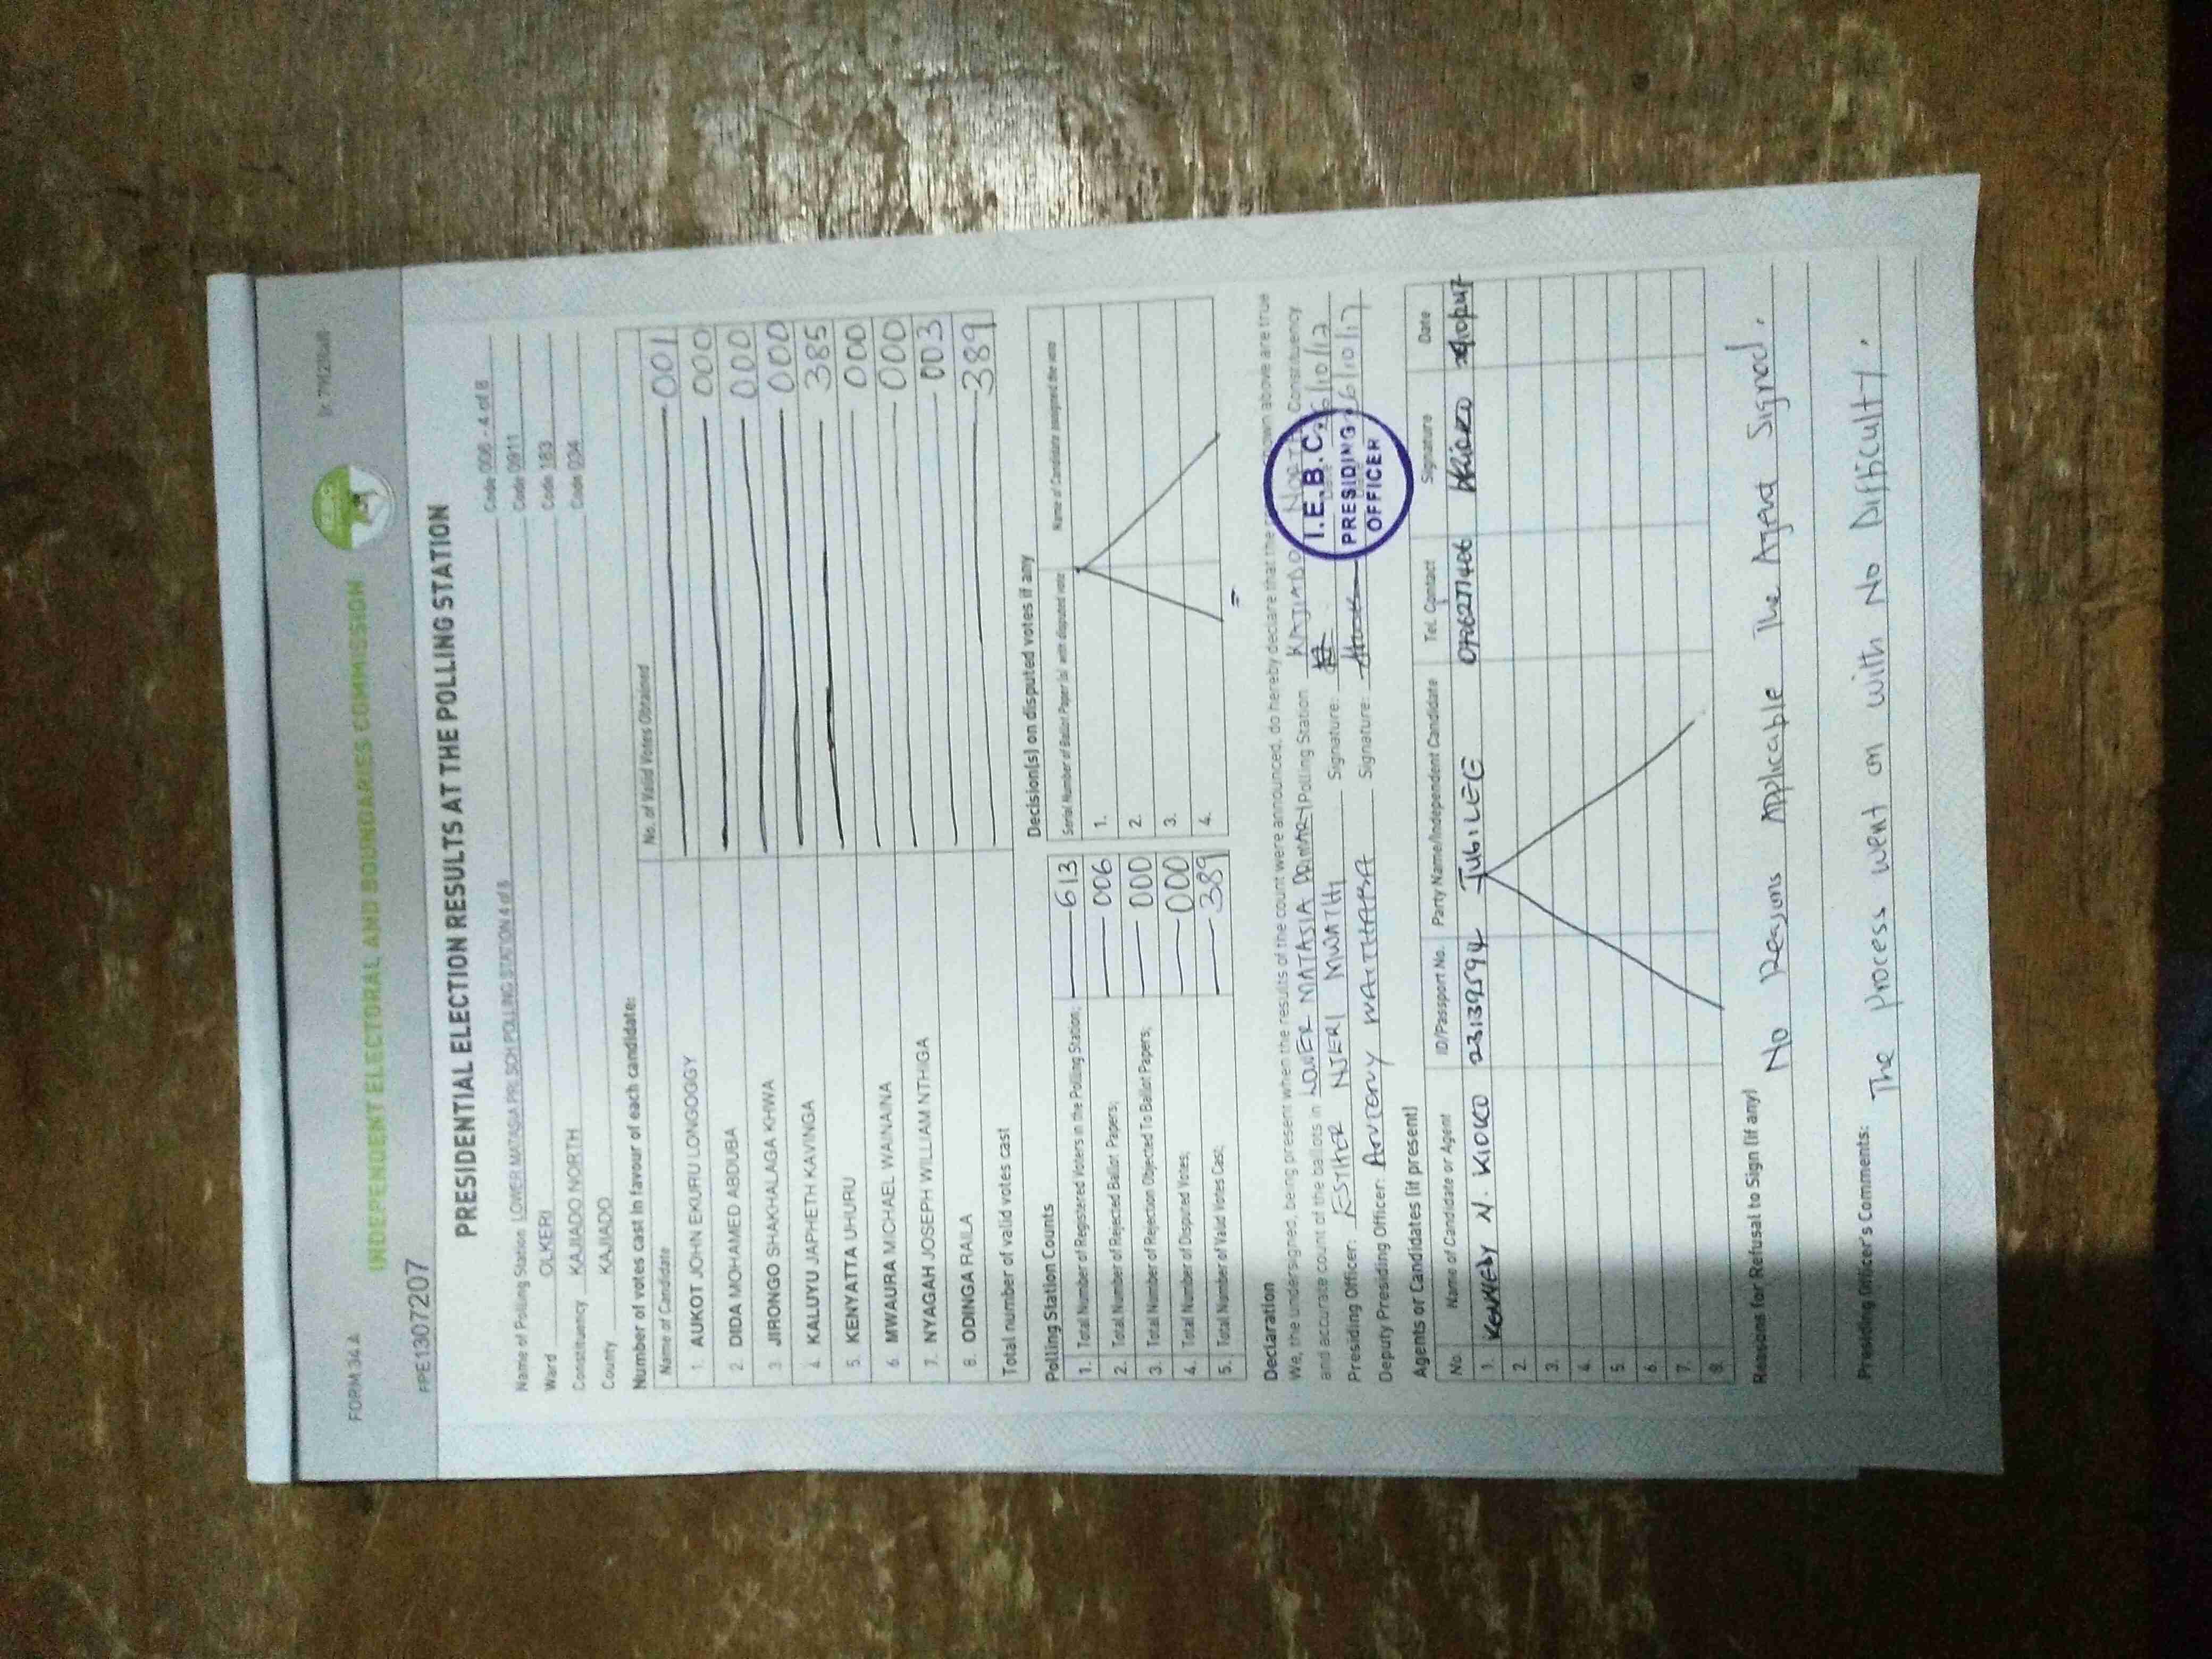 FORM 34 A
INDEPENDENT ELECTORAL AND BOUNDARIES COMMISSION
FPE13072207
PRESIDENTIAL ELECTION RESULTS AT THE POLLING STATION
Name of Polling Station LOWER MATASIA PRI. SCH POLLING STATION 4 of 8 Code 006 - 4 of 8
Ward OLKERI Code 0911
Constituency KAJIADO NORTH Code 183
County KAJIADO Code 034
Number of votes cast in favour of each candidate:
Name of Candidate No. of Valid Votes Obtained
1. AUKOT JOHN EKURU LONGOGGY 001
2. DIDA MOHAMED ABDUBA 000
3. JIRONGO SHAKHALAGA KHWA 000
4. KALUYU JAPHETH KAVINGA 000
5. KENYATTA UHURU 385
6. MWAURA MICHAEL WAINAINA 000
7. NYAGAH JOSEPH WILLIAM NTHIGA 000
8. ODINGA RAILA 003
Total number of valid votes cast 389
Polling Station Counts
1. Total Number of Registered Voters in the Polling Station; 613
2. Total Number of Rejected Ballot Papers; 006
3. Total Number of Rejection Objected To Ballot Papers; 000
4. Total Number of Disputed Votes; 000
5. Total Number of Valid Votes Cast; 389
Decision(s) on disputed votes if any
Serial Number of Ballot Paper (s) with disputed vote Name of Candidate assigned the vote
1.
2.
3.
4.
Declaration
We, the undersigned, being present when the results of the count were announced, do hereby declare that the shown above are true
and accurate count of the ballots in LOWER MATASIA PRIMARY Polling Station KAJIADO NORTH Constituency
Presiding Officer: ESTHER NJERI MWATHI Signature: 26/10/17
Deputy Presiding Officer: ANTONY WAITHAKA Signature: 26/10/17
I.E.B.C.
PRESIDING
OFFICER
Agents or Candidates (if present)
No. Name of Candidate or Agent ID/Passport No. Party Name/Independent Candidate Tel. Contact Signature Date
1. KENNEDY N. KIOKO 23139594 JUBILEE 0706277406 KIOKO
2.
3.
4.
5.
6.
7.
8.
Reasons for Refusal to Sign (if any)
No Reasons Applicable The Agent Signed.
Presiding Officer's Comments:
The process went on with No Difficulty.